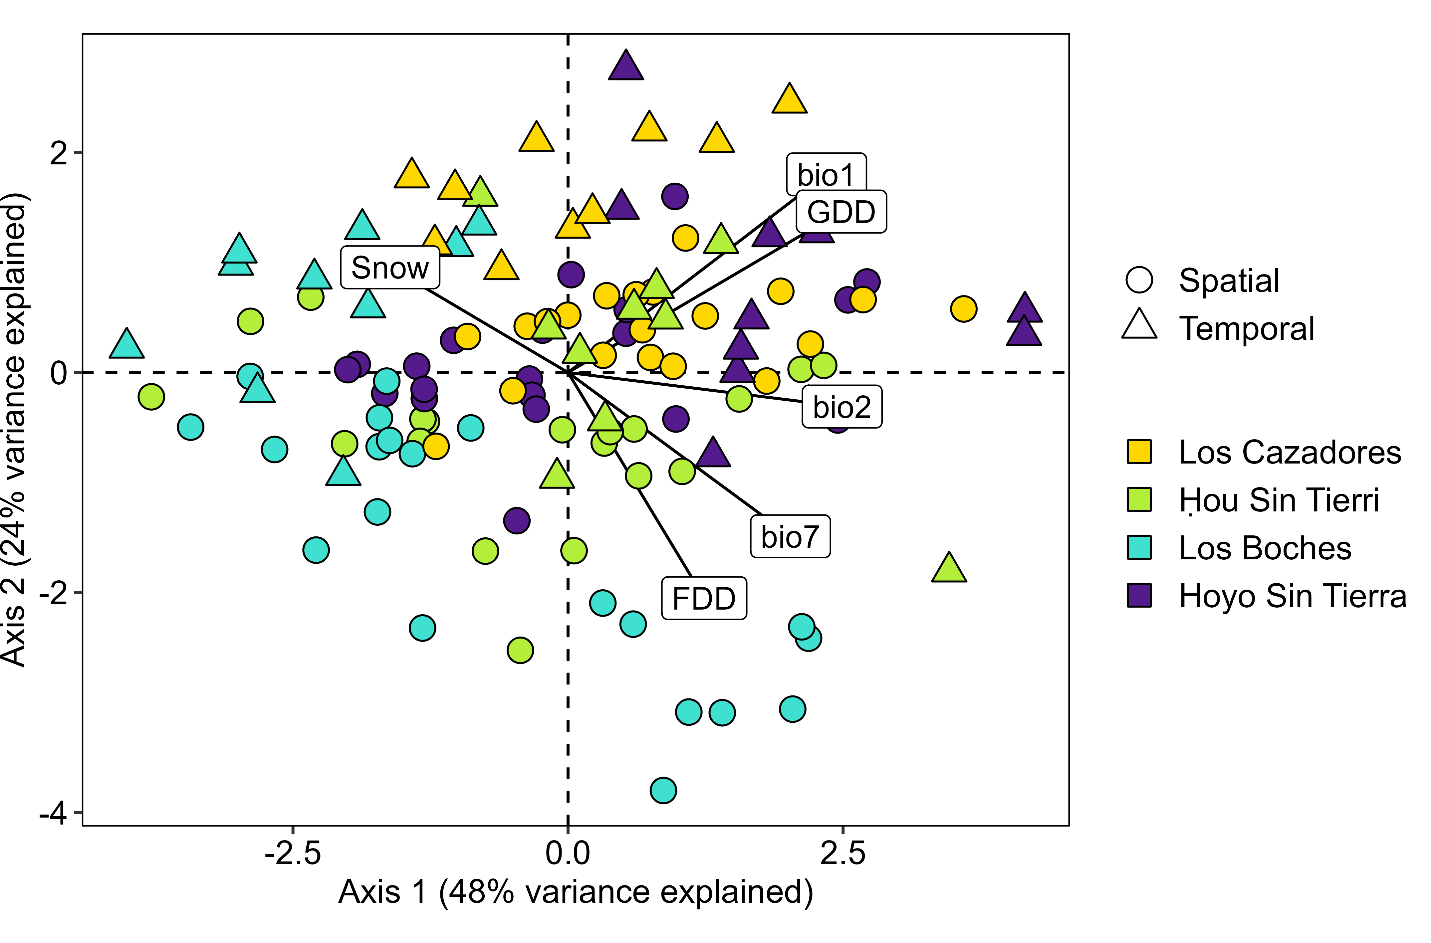 Axis 2 (24% variance explained)
2
0
-2
-4
-2.5
0.0
2.5
Axis 1 (48% variance explained)
bio1
GDD
Snow
bio2
bio7
FDD
Spatial
Temporal
Los Cazadores
Ḥou Sin Tierri
Los Boches
Hoyo Sin Tierra